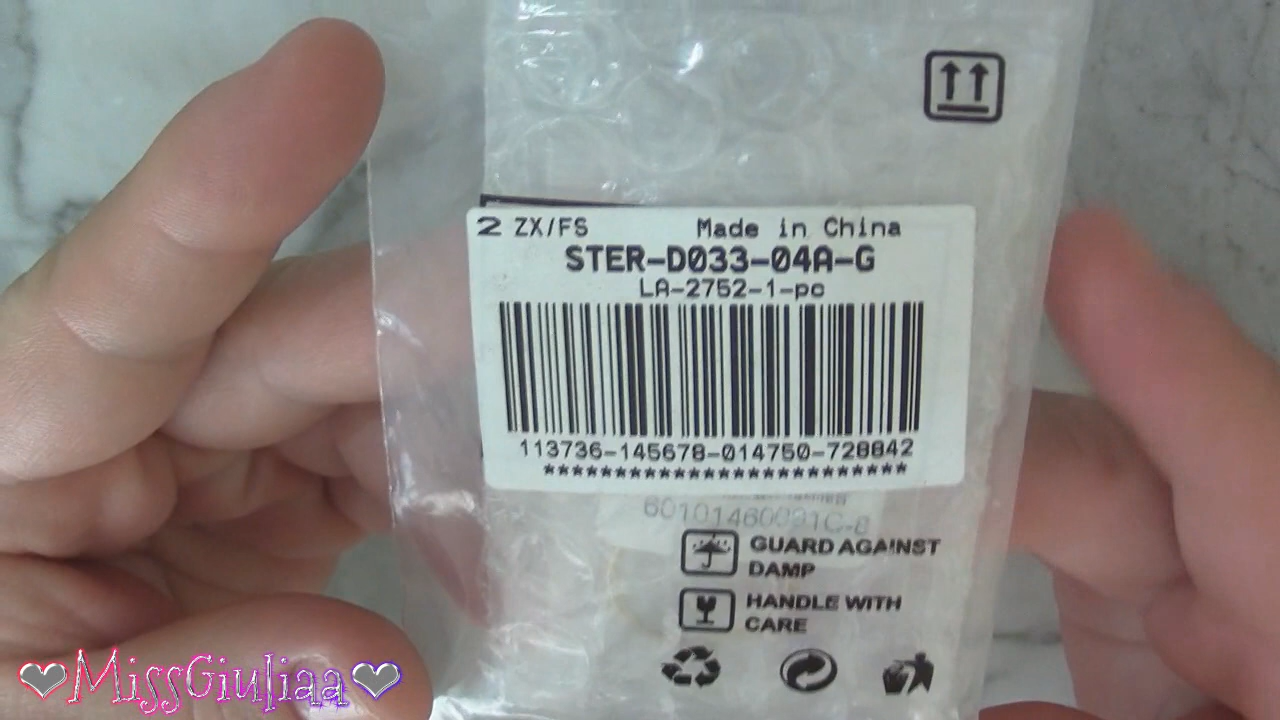 2 ZX/FS Made in China
STER-D033-04A-G
LA-2752-1-pc
113736-145678-014750-728842
***********************
GUARD AGAINST
DAMP
HANDLE WITH
CARE
MissGiuliaa